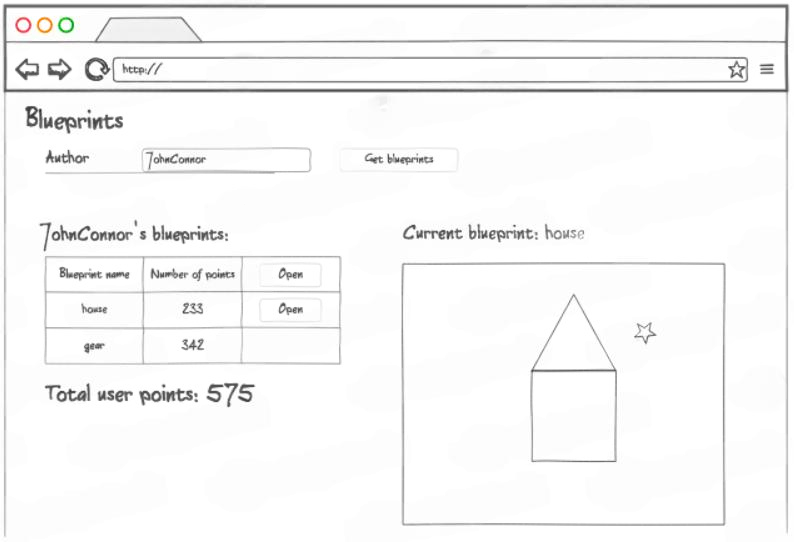 http://
Blueprints
Author JohnConnor Get blueprints
JohnConnor's blueprints:
Blueprint name Number of points Open
house 233 Open
gear 342
Total user points: 575
Current blueprint: house